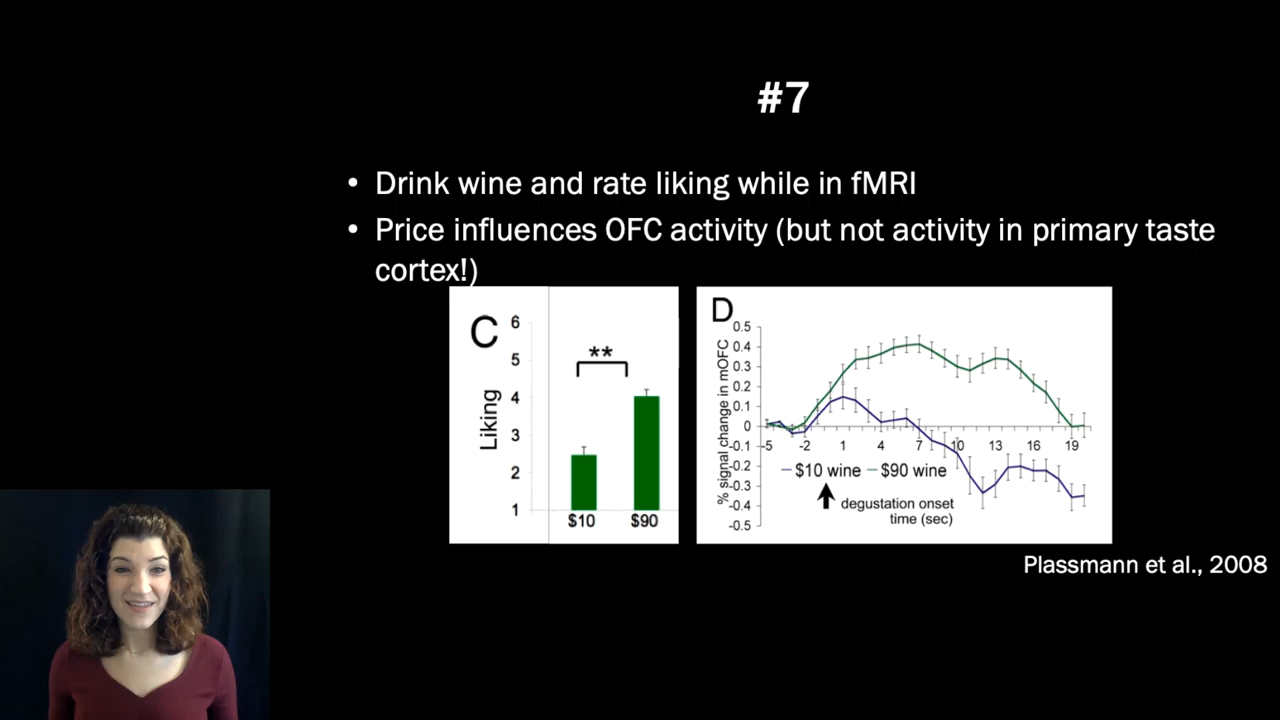 #7
• Drink wine and rate liking while in fMRI
• Price influences OFC activity (but not activity in primary taste
cortex!)
C
6
5
4
3
2
1
Liking
**
$10 $90
D
% signal change in mOFC
0.5
0.4
0.3
0.2
0.1
0
-0.1
-0.2
-0.3
-0.4
-0.5
-5 -2 1 4 7 10 13 16 19
$10 wine $90 wine
degustation onset
time (sec)
Plassmann et al., 2008